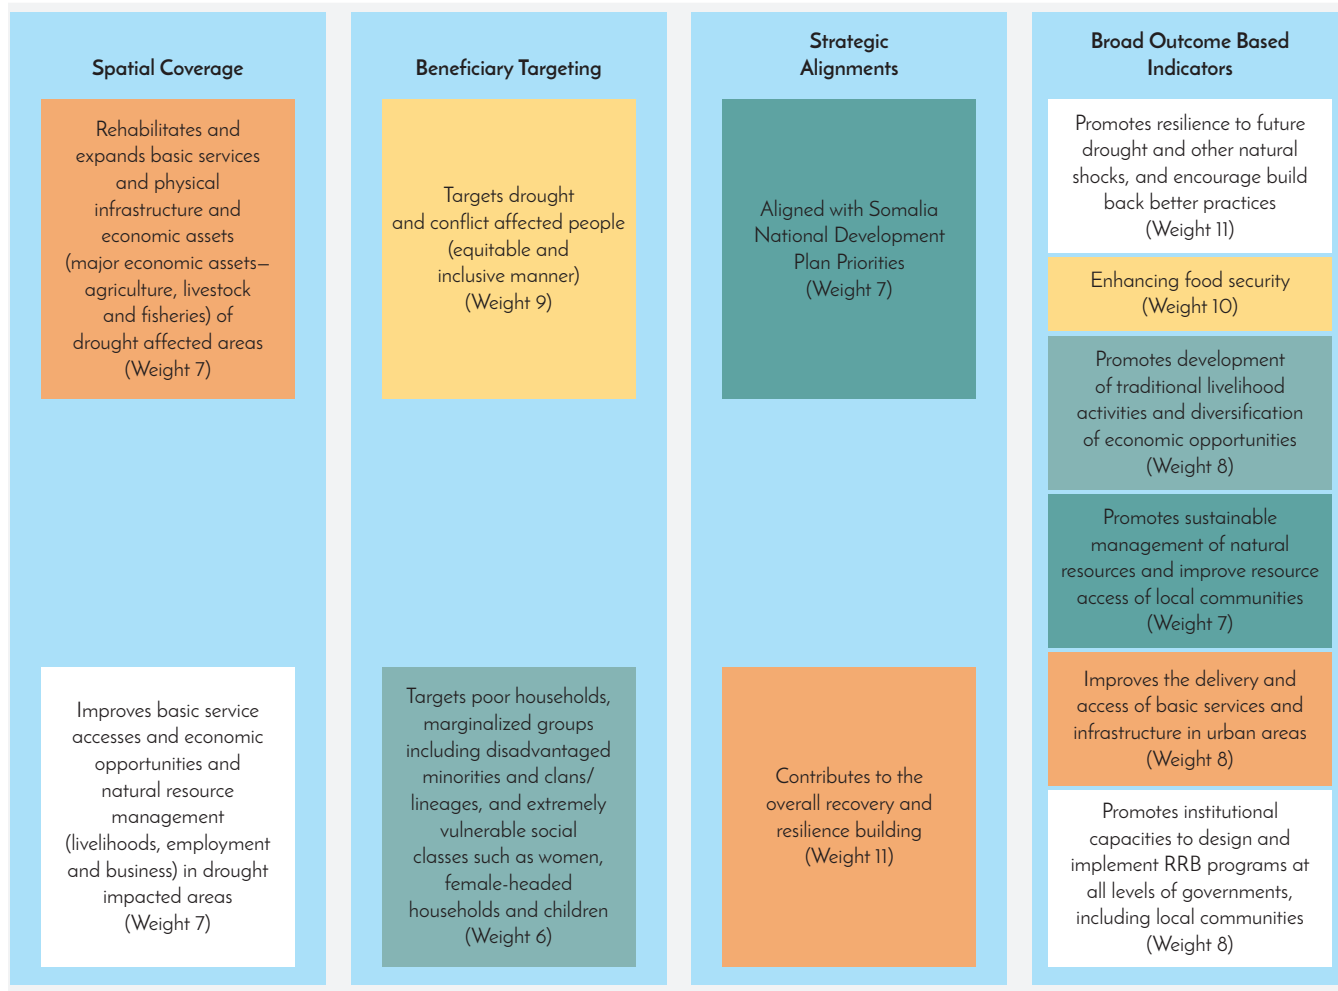 Spatial Coverage
Rehabilitates and
expands basic services
and physical
infrastructure and
economic assets
(major economic assets—
agriculture, livestock
and fisheries) of
drought affected areas
(Weight 7)
Improves basic service
accesses and economic
opportunities and
natural resource
management
(livelihoods, employment
and business) in drought
impacted areas
(Weight 7)
Beneficiary Targeting
Targets drought
and conflict affected people
(equitable and
inclusive manner)
(Weight 9)
Targets poor households,
marginalized groups
including disadvantaged
minorities and clans/
lineages, and extremely
vulnerable social
classes such as women,
female-headed
households and children
(Weight 6)
Strategic
Alignments
Aligned with Somalia
National Development
Plan Priorities
(Weight 7)
Contributes to the
overall recovery and
resilience building
(Weight 11)
Broad Outcome Based
Indicators
Promotes resilience to future
drought and other natural
shocks, and encourage build
back better practices
(Weight 11)
Enhancing food security
(Weight 10)
Promotes development
of traditional livelihood
activities and diversification
of economic opportunities
(Weight 8)
Promotes sustainable
management of natural
resources and improve resource
access of local communities
(Weight 7)
Improves the delivery and
access of basic services and
infrastructure in urban areas
(Weight 8)
Promotes institutional
capacities to design and
implement RRB programs at
all levels of governments,
including local communities
(Weight 8)